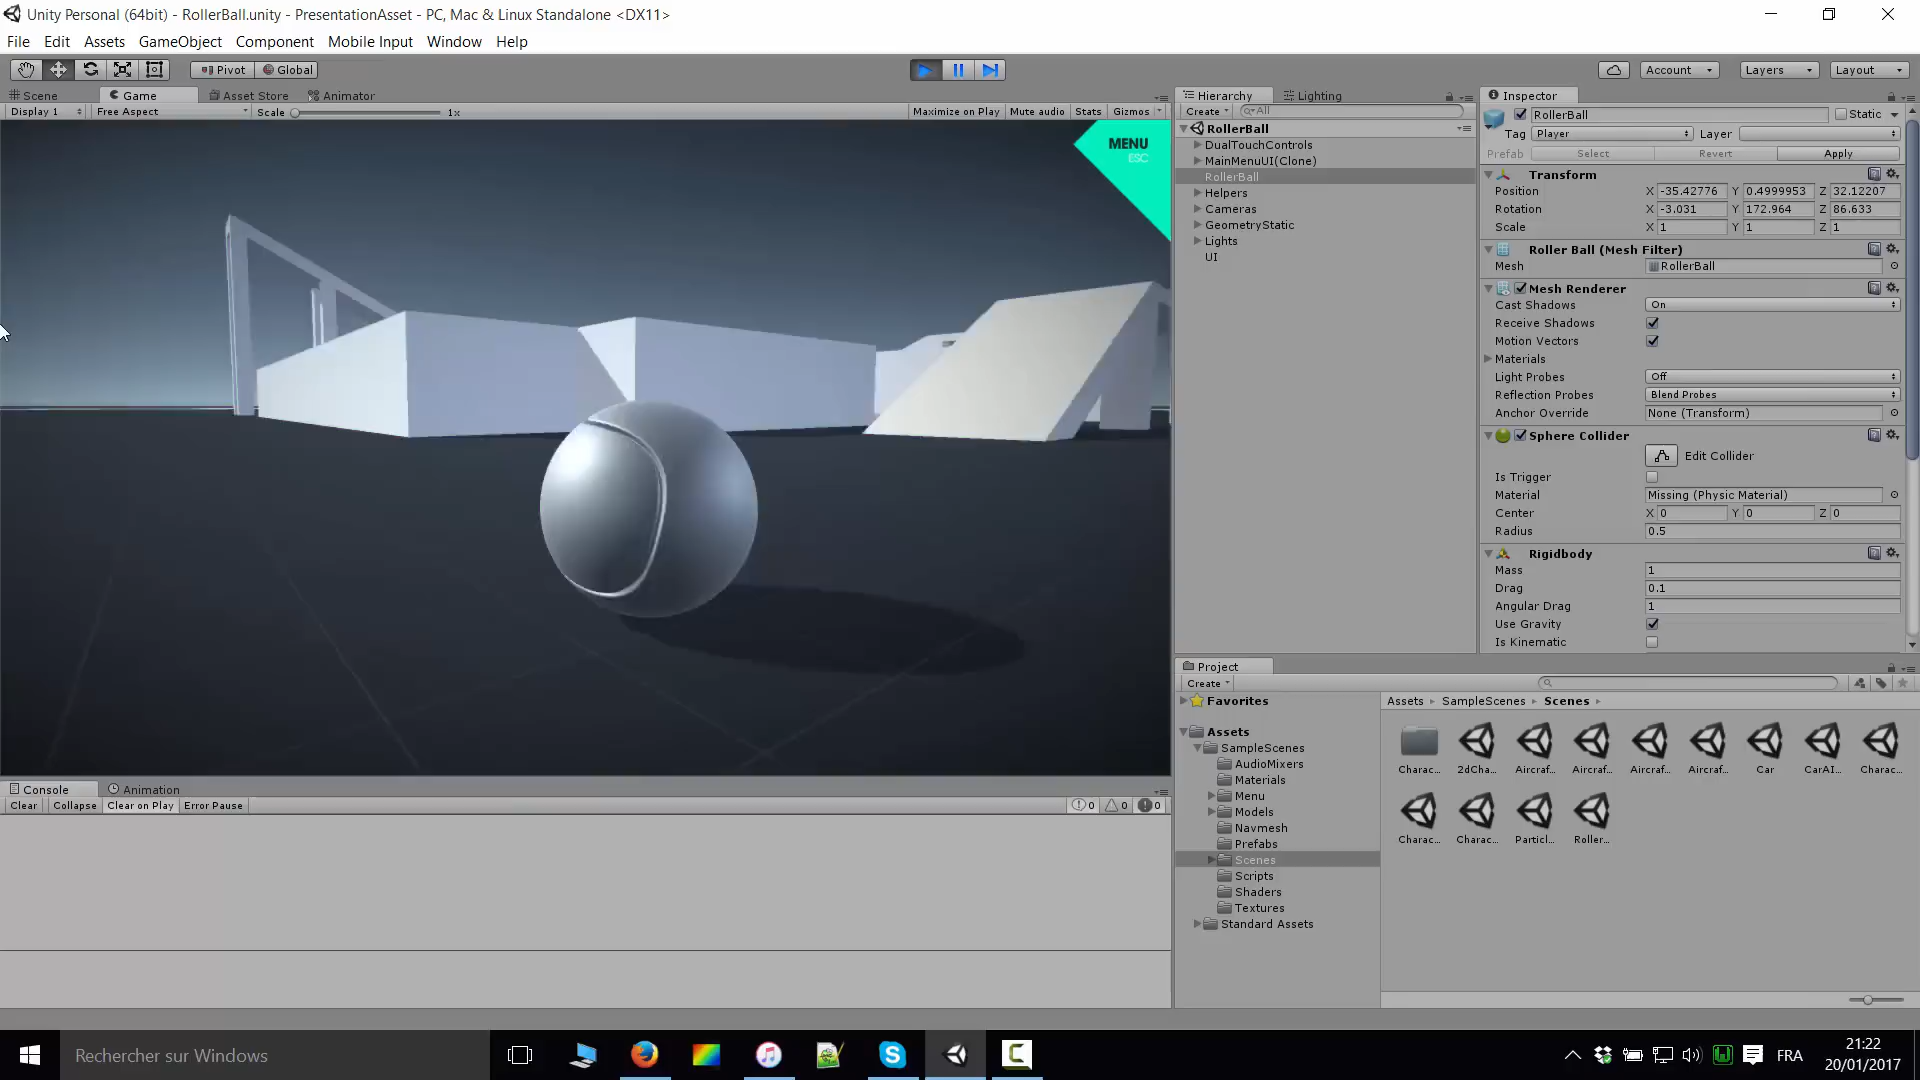 Unity Personal (64bit) - RollerBall.unity - PresentationAsset - PC, Mac & Linux Standalone <DX11>
File Edit Assets GameObject Component Mobile Input Window Help
Pivot Global Account Layers Layout
Scene Game Asset Store Animator
Display 1 Free Aspect Scale 1x Maximize on Play Mute audio Stats Gizmos
MENU
ESC
Hierarchy Lighting
Create All
RollerBall
DualTouchControls
MainMenuUI(Clone)
RollerBall
Helpers
Cameras
GeometryStatic
Lights
UI
Inspector
RollerBall Static
Tag Player Layer
Prefab Select Revert Apply
Transform
Position X -35.42776 Y 0.4999953 Z 32.12207
Rotation X -3.031 Y 172.964 Z 86.633
Scale X 1 Y 1 Z 1
Roller Ball (Mesh Filter)
Mesh RollerBall
Mesh Renderer
Cast Shadows On
Receive Shadows
Motion Vectors
Materials
Light Probes Off
Reflection Probes Blend Probes
Anchor Override None (Transform)
Sphere Collider
Edit Collider
Is Trigger
Material Missing (Physic Material)
Center X 0 Y 0 Z 0
Radius 0.5
Rigidbody
Mass 1
Drag 0.1
Angular Drag 1
Use Gravity
Is Kinematic
Project
Create
Favorites
Assets
SampleScenes
AudioMixers
Materials
Menu
Models
Navmesh
Prefabs
Scenes
Scripts
Shaders
Textures
Standard Assets
Assets SampleScenes Scenes
Charac... 2dCha... Aircraf... Aircraf... Aircraf... Aircraf... Car CarAI... Charac...
Charac... Charac... Particl... Roller...
Console Animation
Clear Collapse Clear on Play Error Pause 0 0 0
Rechercher sur Windows
FRA
21:22
20/01/2017